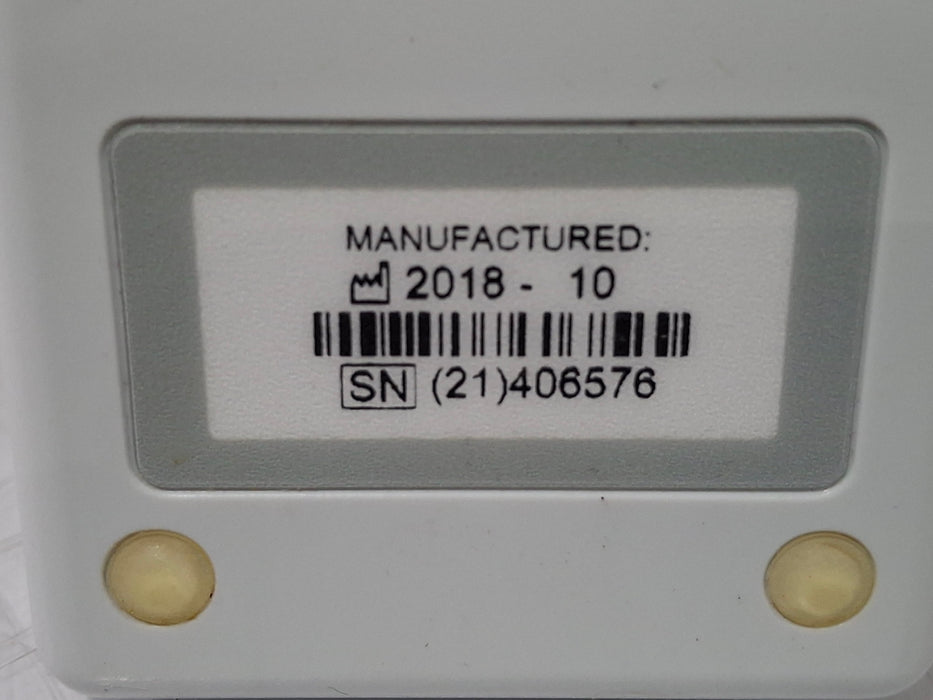 MANUFACTURED:
2018 - 10
SN (21)406576